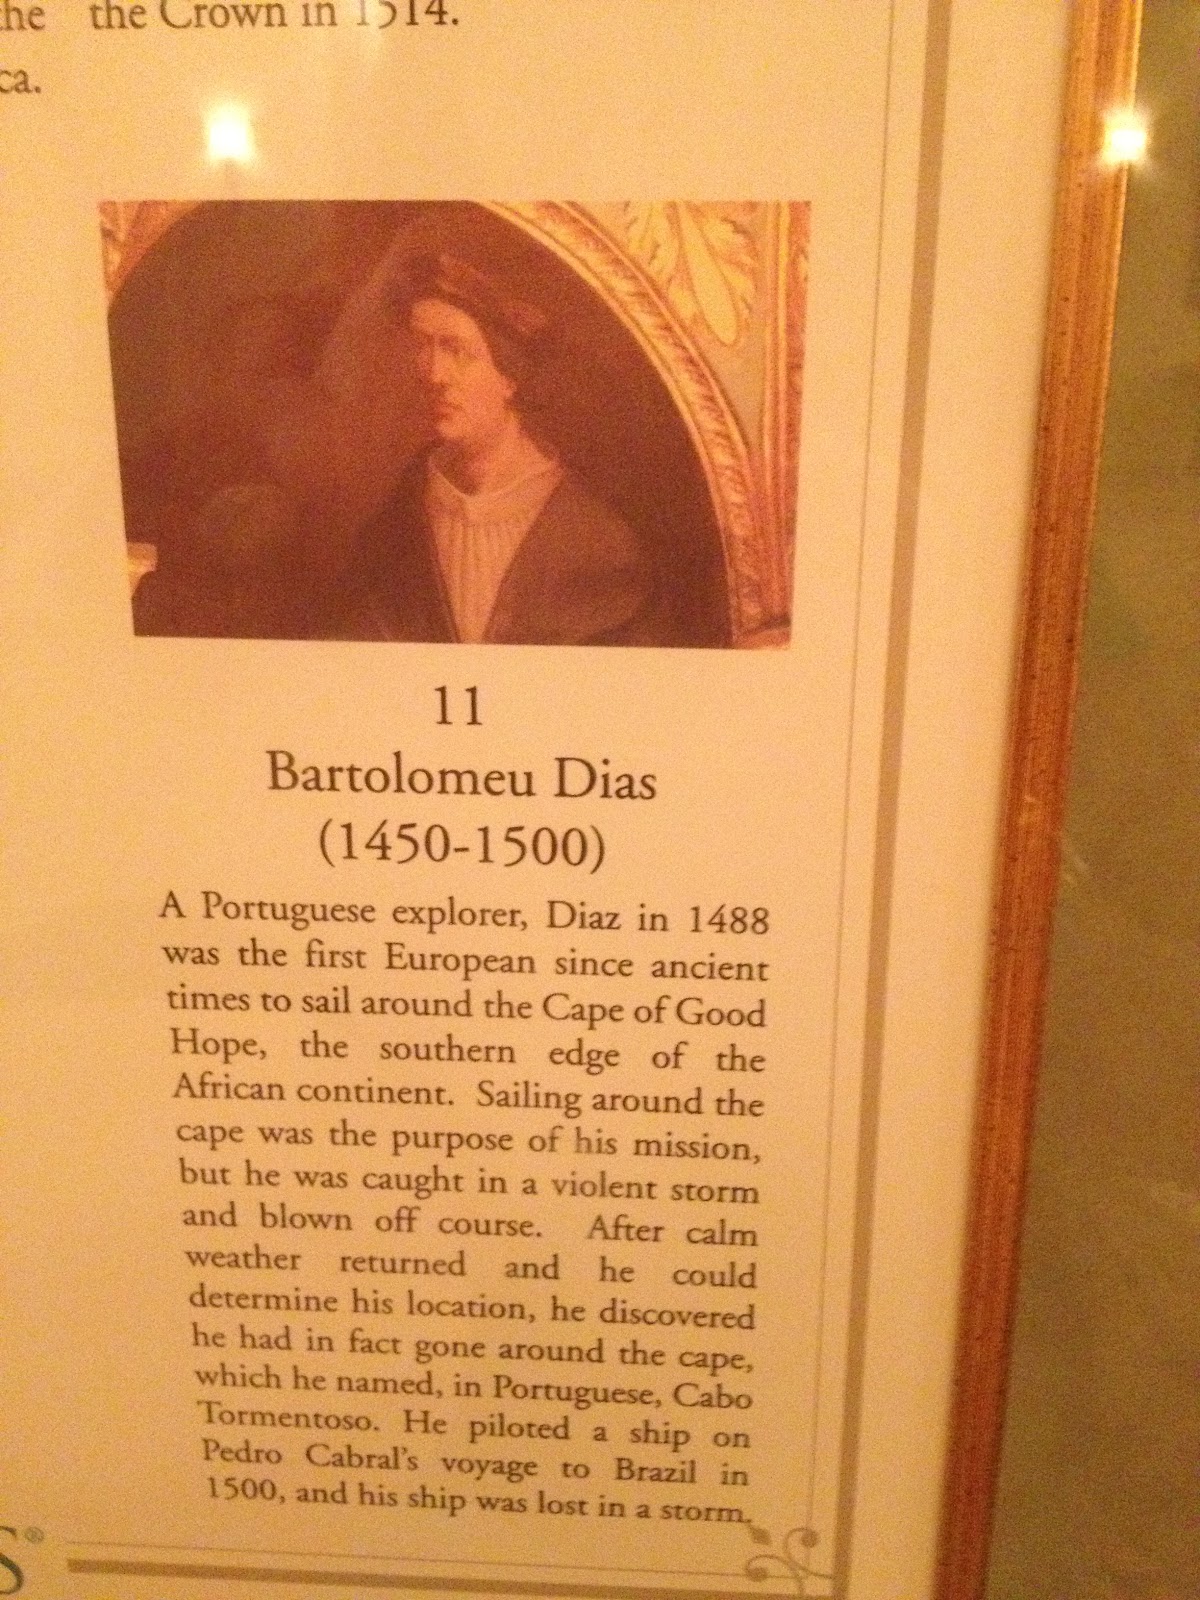 the the Crown in 1514.
ca.
11
Bartolomeu Dias
(1450-1500)
A Portuguese explorer, Diaz in 1488
was the first European since ancient
times to sail around the Cape of Good
Hope, the southern edge of the
African continent. Sailing around the
cape was the purpose of his mission,
but he was caught in a violent storm
and blown off course. After calm
weather returned and he could
determine his location, he discovered
he had in fact gone around the cape,
which he named, in Portuguese, Cabo
Tormentoso. He piloted a ship on
Pedro Cabral's voyage to Brazil in
1500, and his ship was lost in a storm.
S®